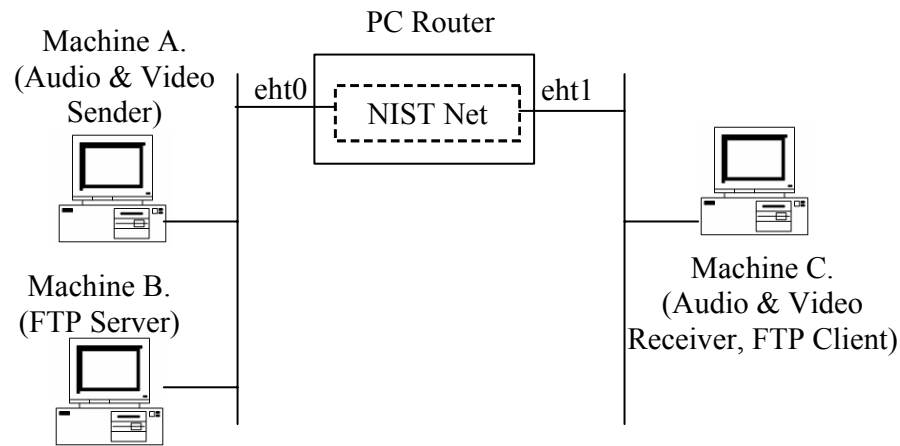 PC Router
Machine A.
(Audio & Video
Sender)
eht0
NIST Net
eht1
Machine B.
(FTP Server)
Machine C.
(Audio & Video
Receiver, FTP Client)